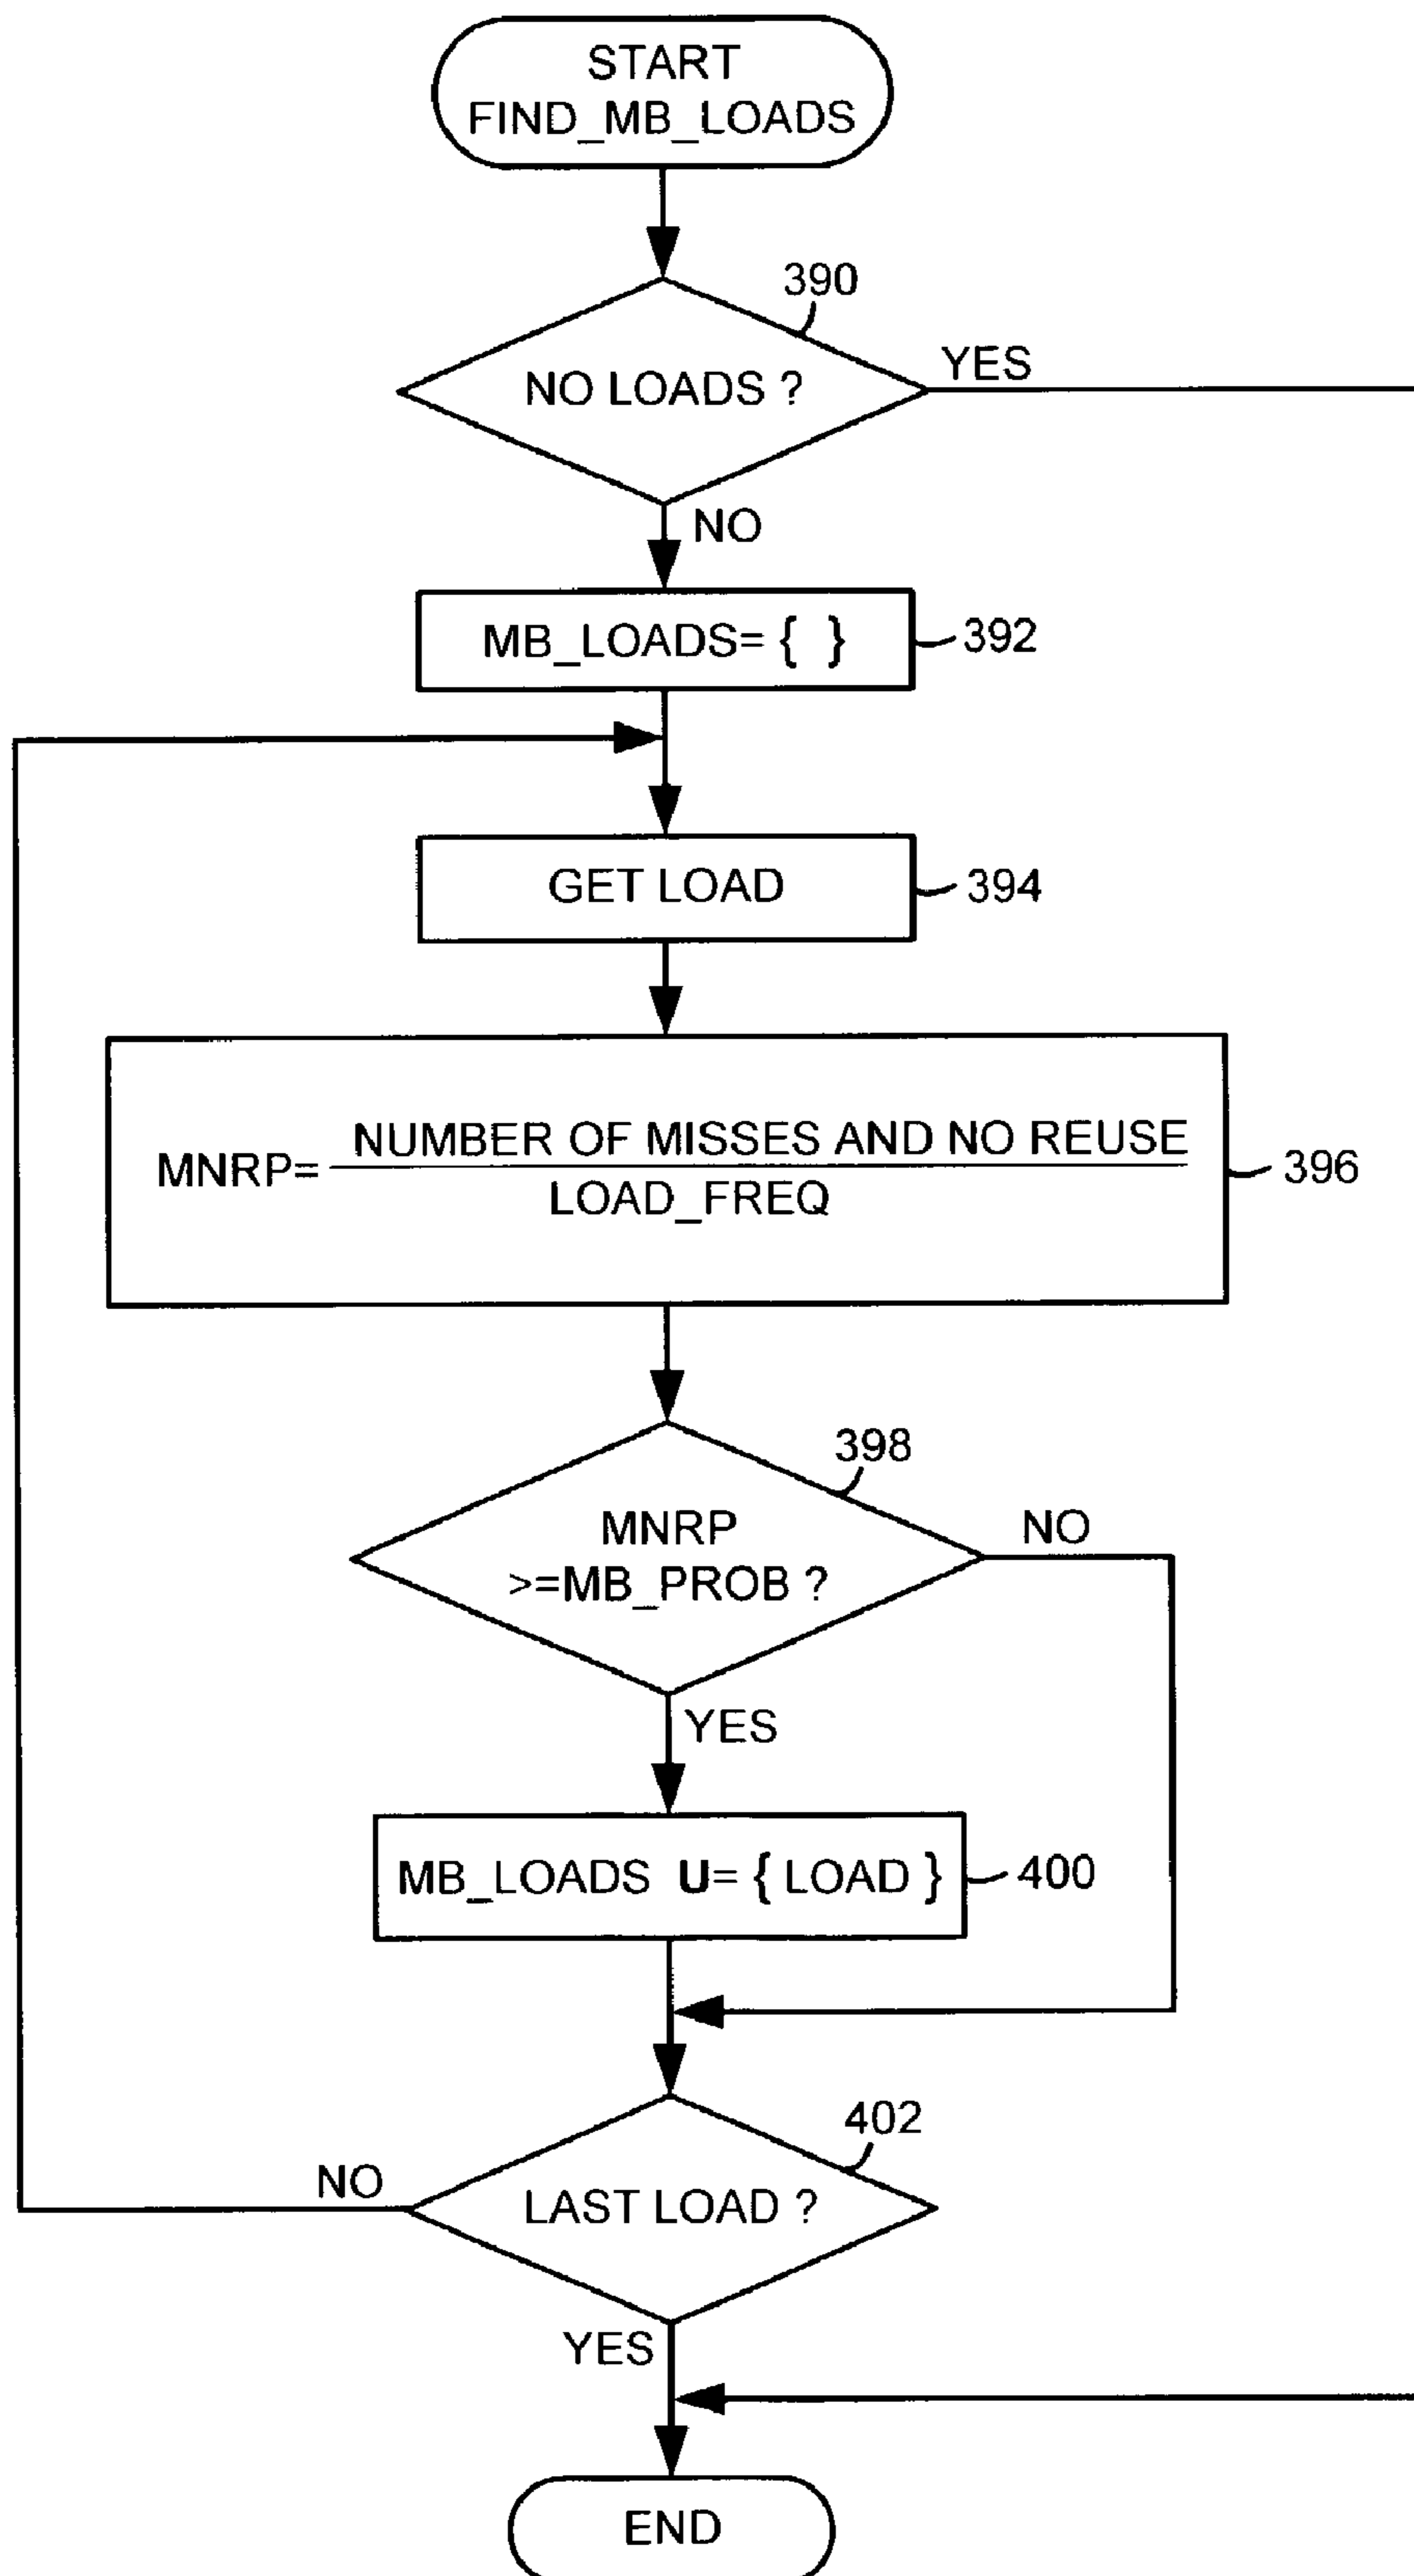 START
FIND_MB_LOADS
390
NO LOADS ?
YES
NO
MB_LOADS= { }
392
GET LOAD
394
NUMBER OF MISSES AND NO REUSE
MNRP=
LOAD_FREQ
396
398
MNRP
>=MB_PROB ?
NO
YES
MB_LOADS U= { LOAD }
400
402
LAST LOAD ?
NO
YES
END